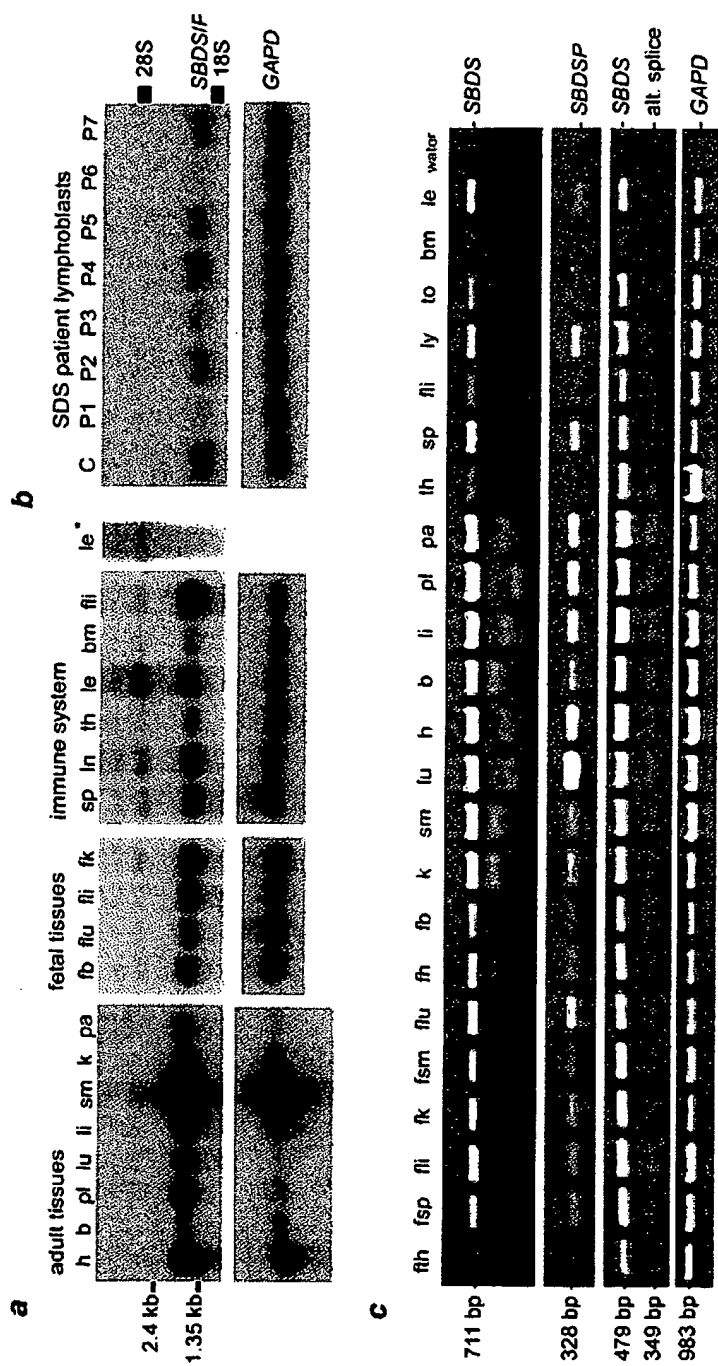 a
adult tissues
h b pl lu li sm k pa
fetal tissues
fb flu fli fk
immune system
sp ln th le bm fli
le*
2.4 kb
1.35 kb
b
SDS patient lymphoblasts
C P1 P2 P3 P4 P5 P6 P7
28S
SBDS/P
18S
GAPD
c
fth fsp fli fk fsm flu fh fb k sm lu h b li pl pa th sp fli ly to bm le water
711 bp
SBDS
328 bp
SBDSP
479 bp
SBDS
349 bp
alt. splice
983 bp
GAPD